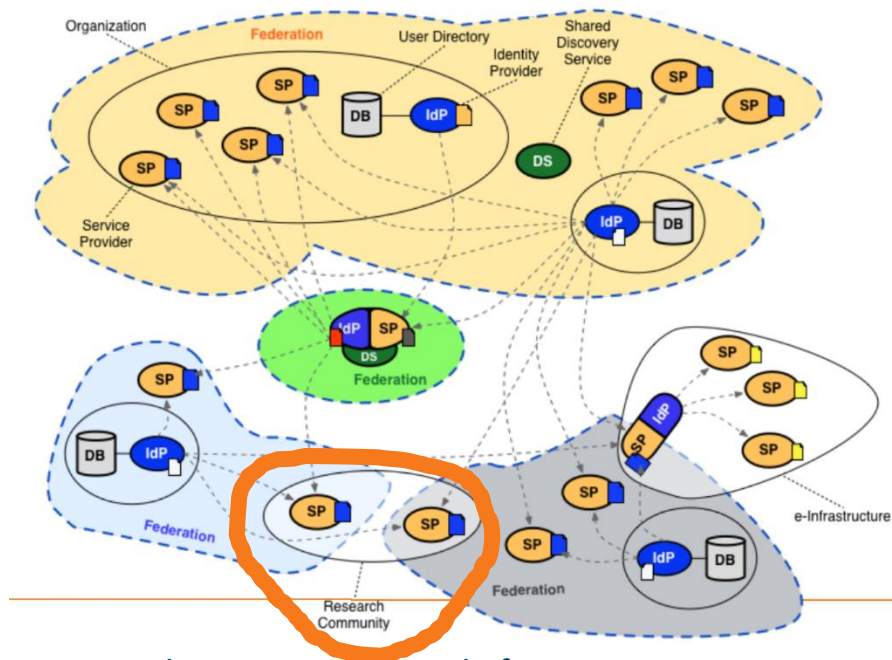 Organization
Federation
User Directory
Shared
Discovery
Service
Identity
Provider
SP
SP
SP
SP
DB
IdP
SP
SP
SP
DS
Service
Provider
IdP
DB
IdP
SP
DS
Federation
SP
DB
IdP
Federation
SP
SP
Research
Community
SP
IdP
SP
SP
SP
e-Infrastructure
SP
SP
IdP
DB
Federation